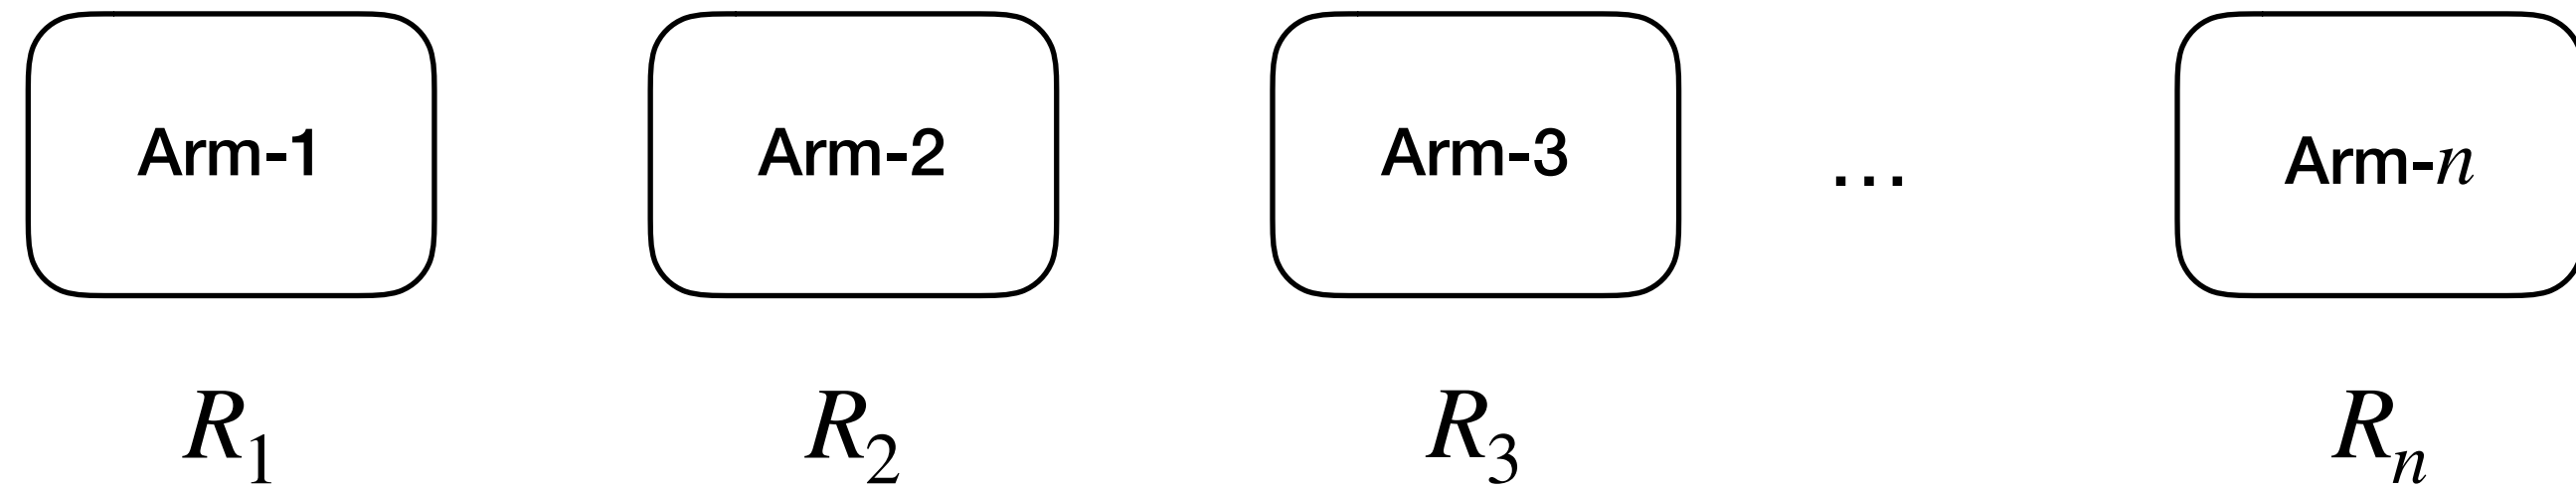 Arm-1 Arm-2 Arm-3 … Arm-n
R₁ R₂ R₃ Rₙ